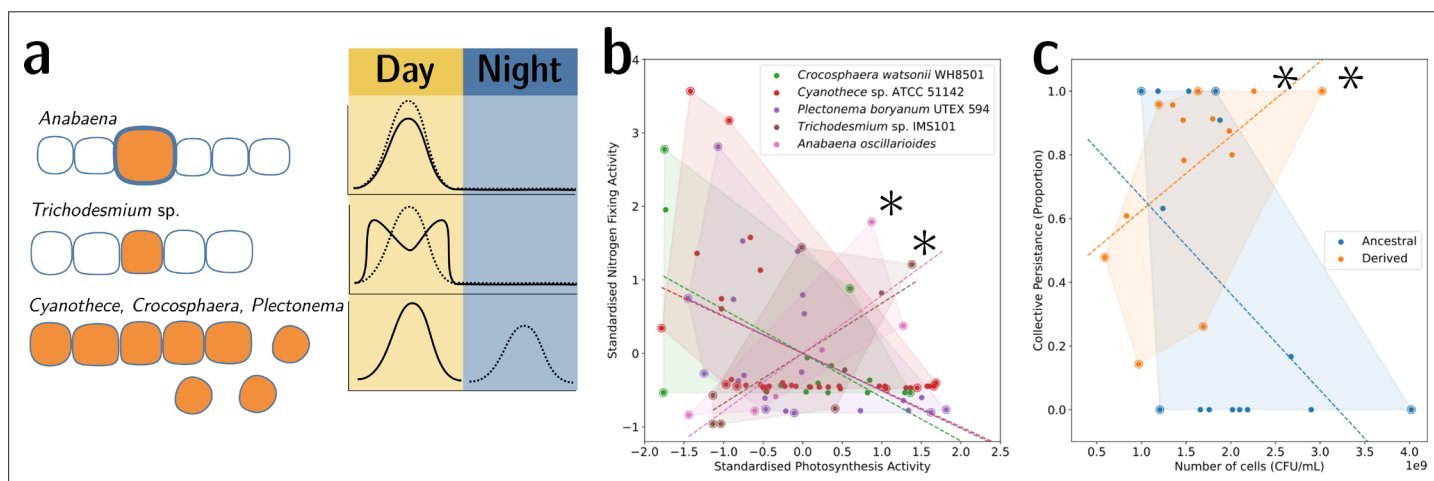 a
Day
Night
Anabaena
Trichodesmium sp.
Cyanothece, Crocosphaera, Plectonema
b
4
3
2
1
0
−1
Standardised Nitrogen Fixing Activity
Crocosphaera watsonii WH8501
Cyanothece sp. ATCC 51142
Plectonema boryanum UTEX 594
Trichodesmium sp. IMS101
Anabaena oscillarioides
*
*
−2.0 −1.5 −1.0 −0.5 0.0 0.5 1.0 1.5 2.0 2.5
Standardised Photosynthesis Activity
c
1.0
0.8
0.6
0.4
0.2
0.0
Collective Persistance (Proportion)
* *
Ancestral
Derived
0.5 1.0 1.5 2.0 2.5 3.0 3.5 4.0
Number of cells (CFU/mL)
1e9